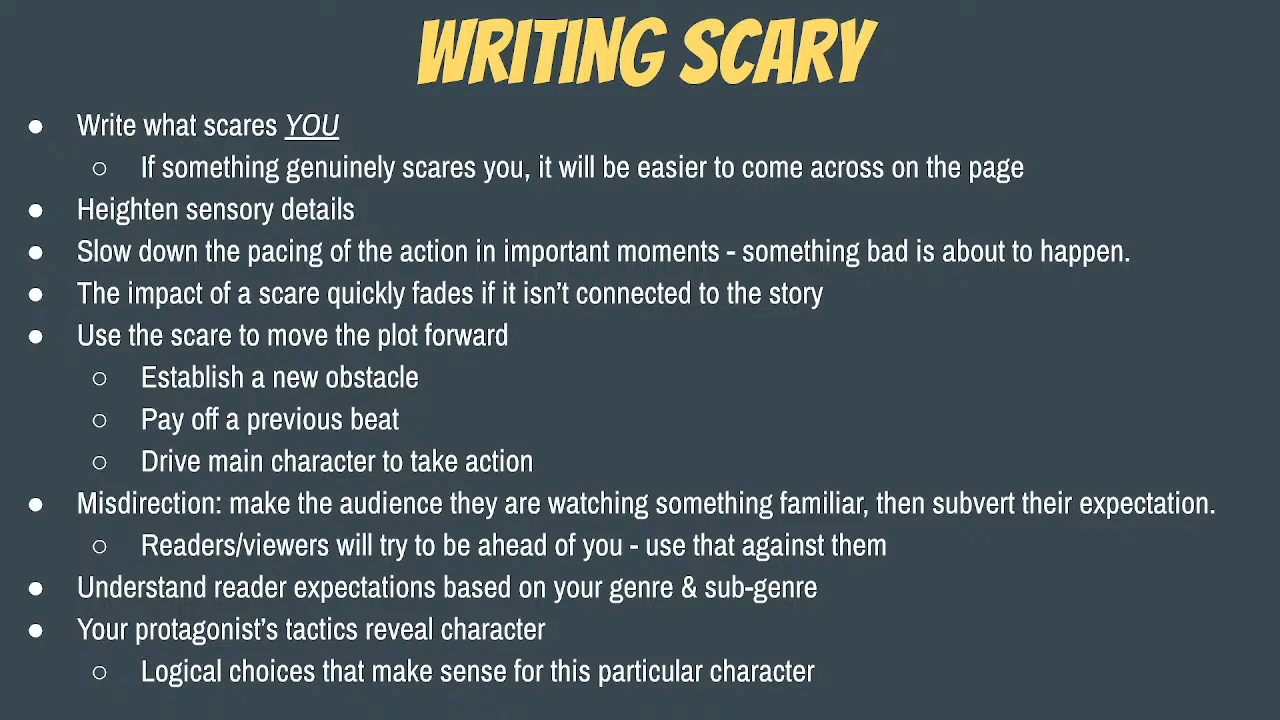 WRITING SCARY
● Write what scares YOU
○ If something genuinely scares you, it will be easier to come across on the page
● Heighten sensory details
● Slow down the pacing of the action in important moments - something bad is about to happen.
● The impact of a scare quickly fades if it isn’t connected to the story
● Use the scare to move the plot forward
○ Establish a new obstacle
○ Pay off a previous beat
○ Drive main character to take action
● Misdirection: make the audience they are watching something familiar, then subvert their expectation.
○ Readers/viewers will try to be ahead of you - use that against them
● Understand reader expectations based on your genre & sub-genre
● Your protagonist’s tactics reveal character
○ Logical choices that make sense for this particular character